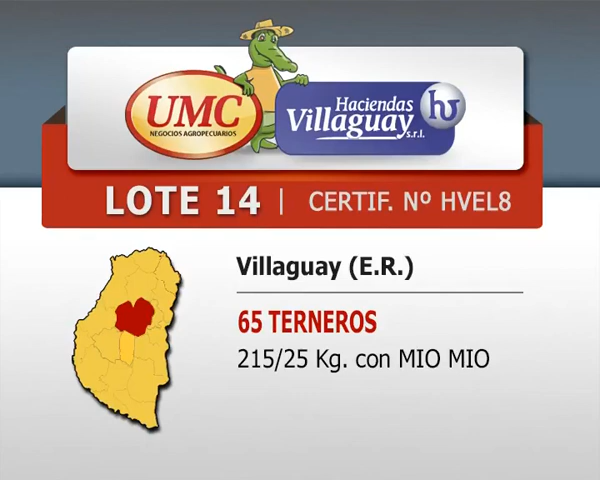 UMC
NEGOCIOS AGROPECUARIOS
Haciendas
Villaguay
s.r.l.
hv
LOTE 14 | CERTIF. Nº HVEL8
Villaguay (E.R.)
65 TERNEROS
215/25 Kg. con MIO MIO